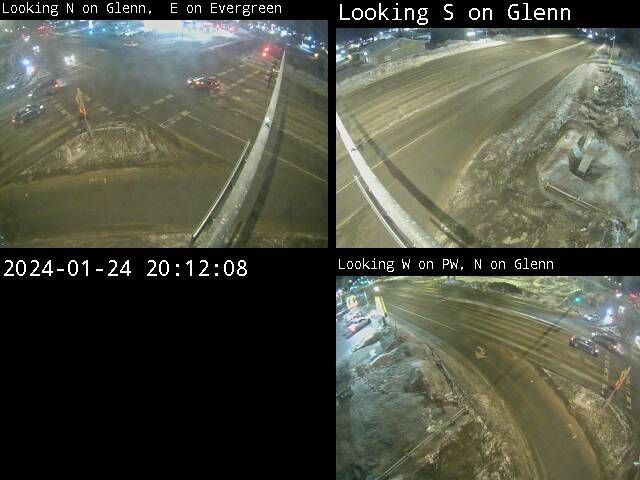 Looking N on Glenn,  E on Evergreen
Looking S on Glenn
2024-01-24 20:12:08
Looking W on PW, N on Glenn